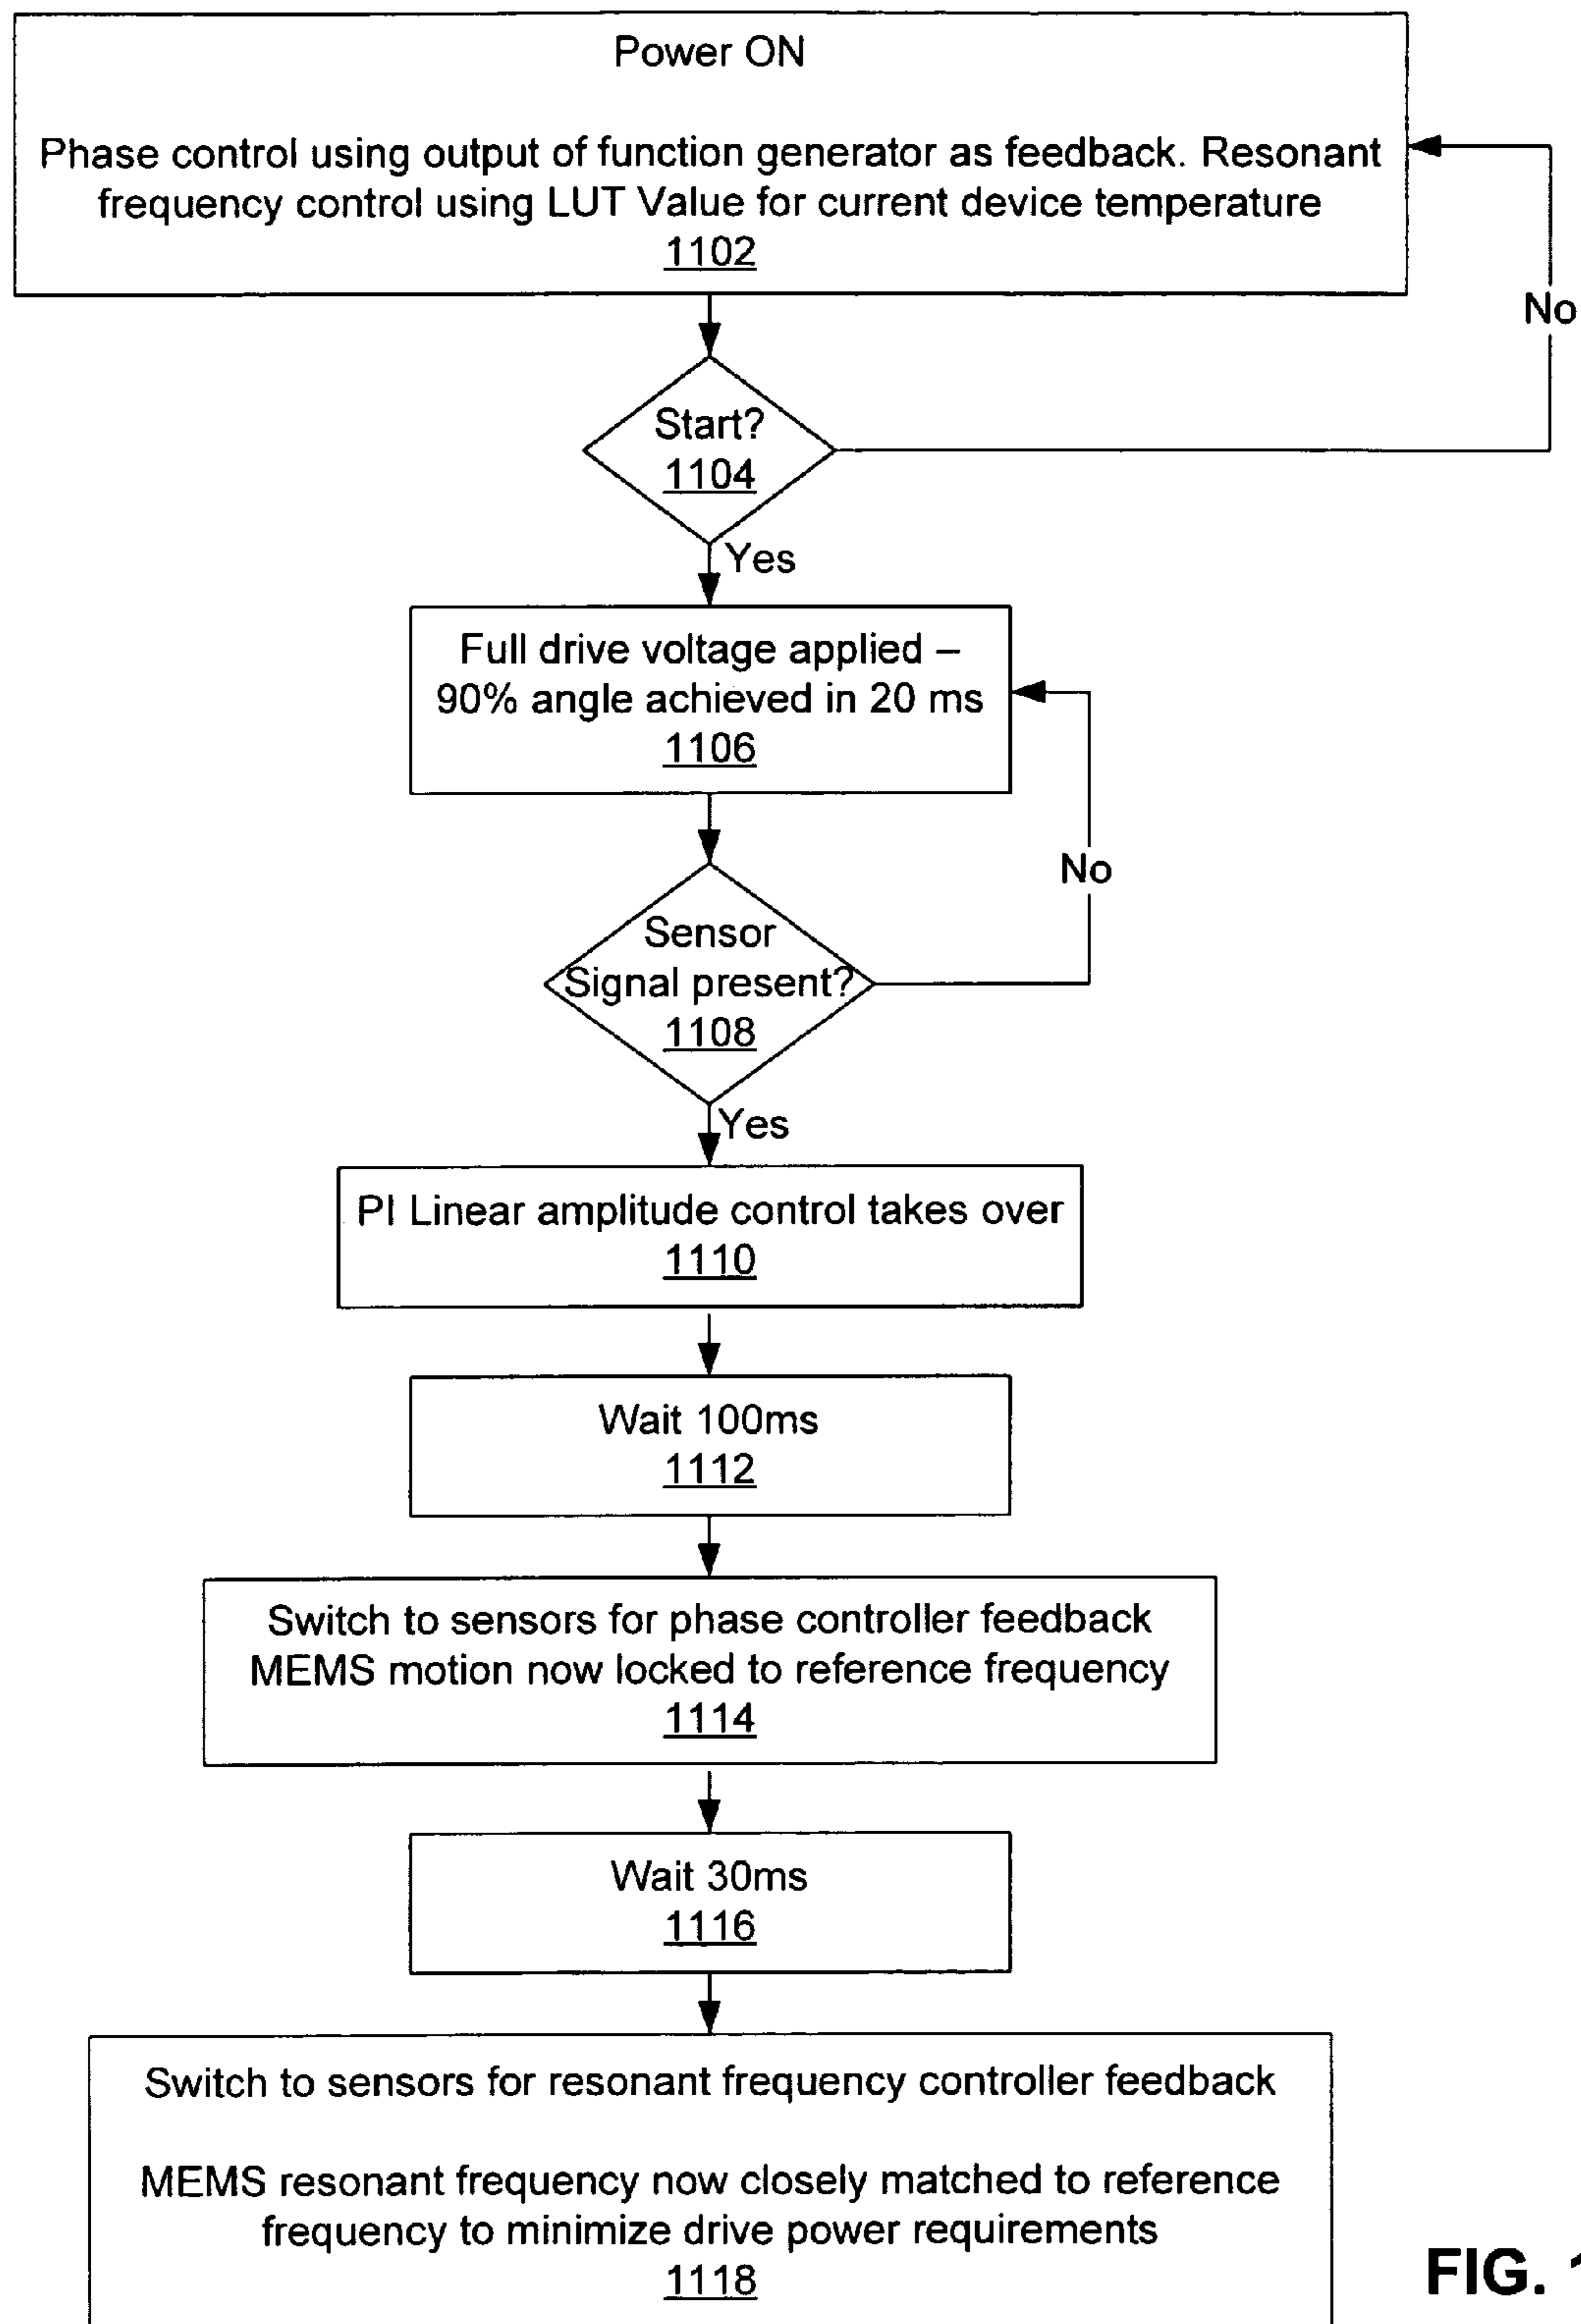 Power ON
Phase control using output of function generator as feedback. Resonant
frequency control using LUT Value for current device temperature
1102
No
Start?
1104
Yes
Full drive voltage applied –
90% angle achieved in 20 ms
1106
No
Sensor
Signal present?
1108
Yes
PI Linear amplitude control takes over
1110
Wait 100ms
1112
Switch to sensors for phase controller feedback
MEMS motion now locked to reference frequency
1114
Wait 30ms
1116
Switch to sensors for resonant frequency controller feedback
MEMS resonant frequency now closely matched to reference
frequency to minimize drive power requirements
1118
FIG.